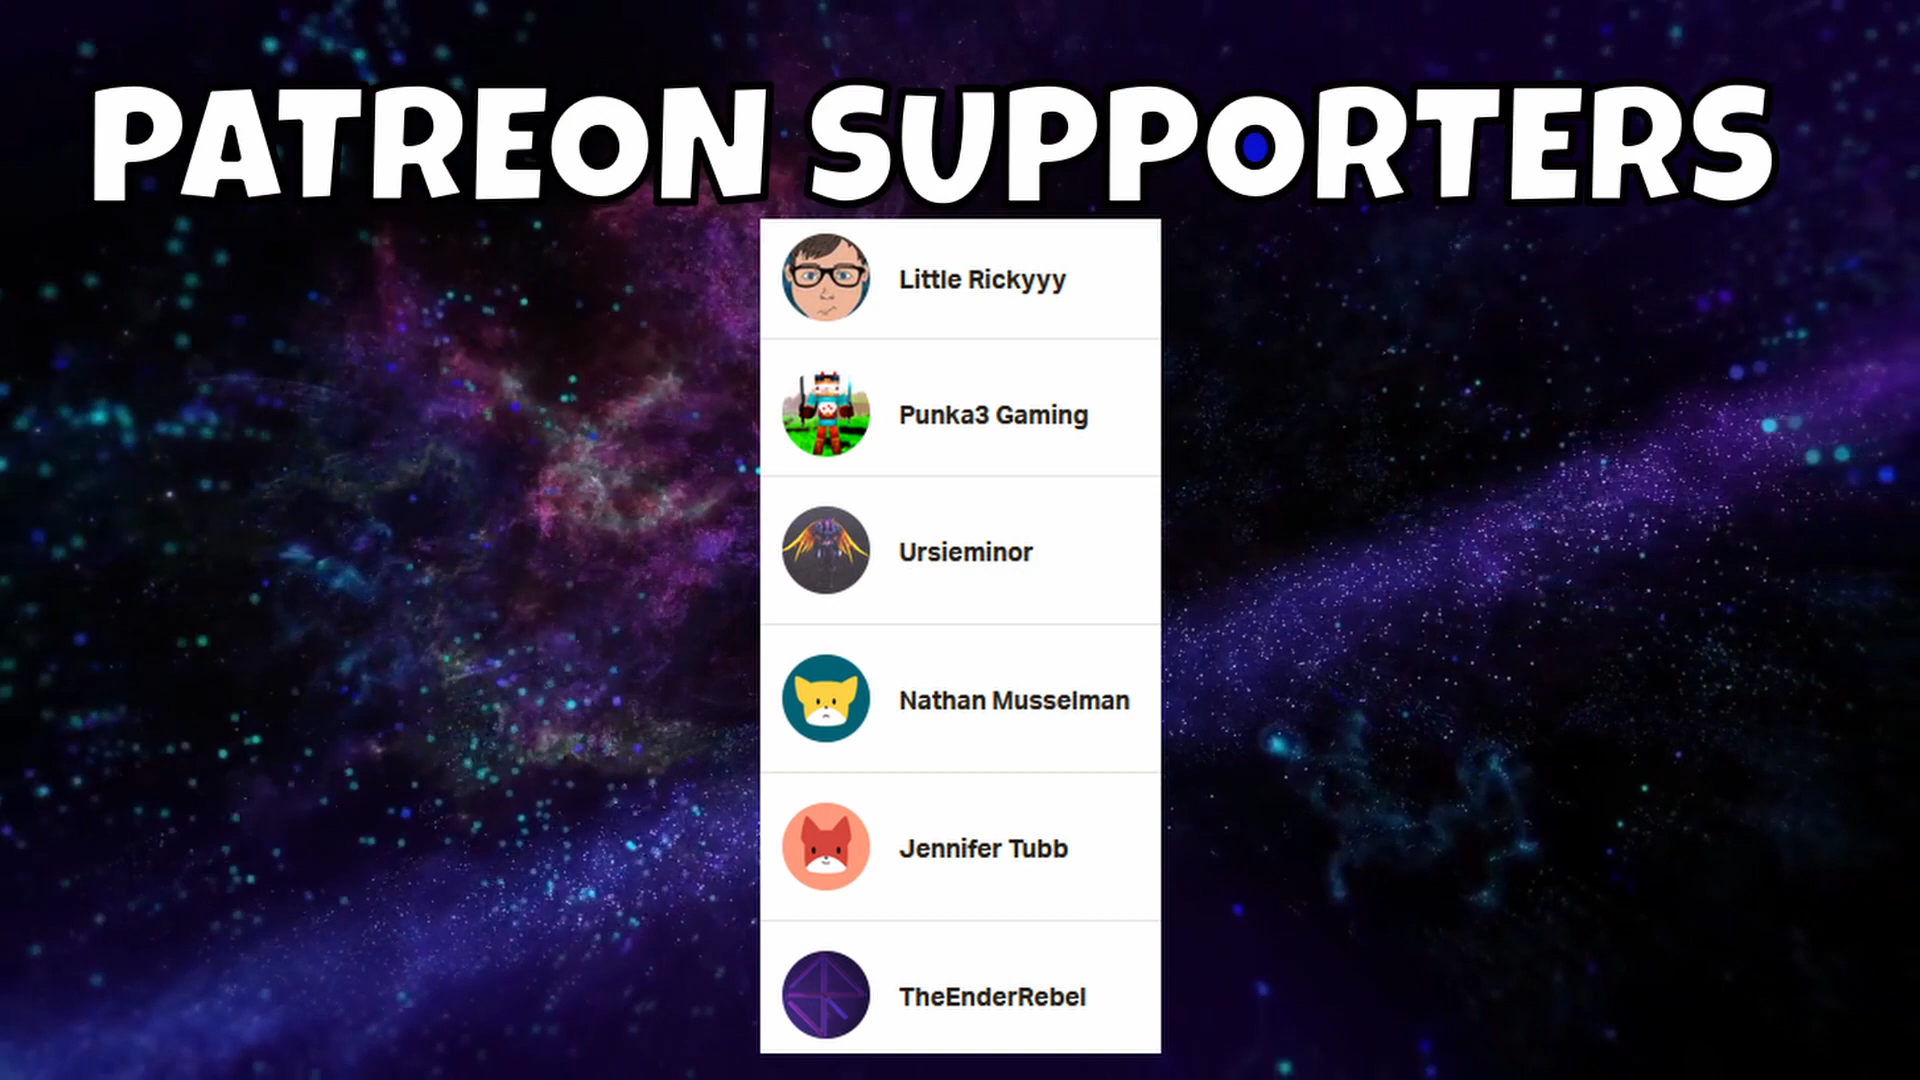 PATREON SUPPORTERS
Little Rickyyy
Punka3 Gaming
Ursieminor
Nathan Musselman
Jennifer Tubb
TheEnderRebel